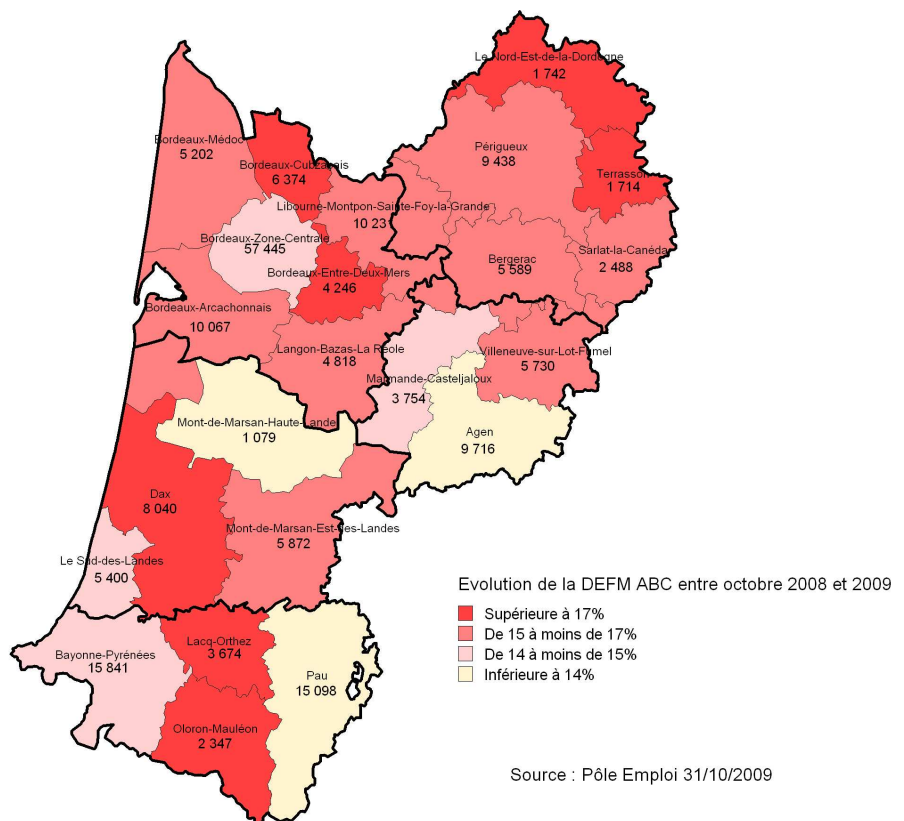 Le Nord-Est-de-la-Dordogne
1 742
Bordeaux-Médoc
5 202
Bordeaux-Cubzanais
6 374
Périgueux
9 438
Terrasson
1 714
Libourne-Montpon-Sainte-Foy-la-Grande
10 23
Bordeaux-Zone-Centrale
57 445
Bergerac
5 589
Sarlat-la-Canéda
2 488
Bordeaux-Entre-Deux-Mers
4 246
Bordeaux-Arcachonnais
10 067
Langon-Bazas-La Réole
4 818
Villeneuve-sur-Lot-Fumel
5 730
Marmande-Casteljaloux
3 754
Mont-de-Marsan-Haute-Lande
1 079
Agen
9 716
Dax
8 040
Mont-de-Marsan-Est-des-Landes
5 872
Le Sud-des-Landes
5 400
Evolution de la DEFM ABC entre octobre 2008 et 2009
Supérieure à 17%
De 15 à moins de 17%
De 14 à moins de 15%
Inférieure à 14%
Lacq-Orthez
3 674
Bayonne-Pyrénées
15 841
Pau
15 098
Oloron-Mauléon
2 347
Source : Pôle Emploi 31/10/2009